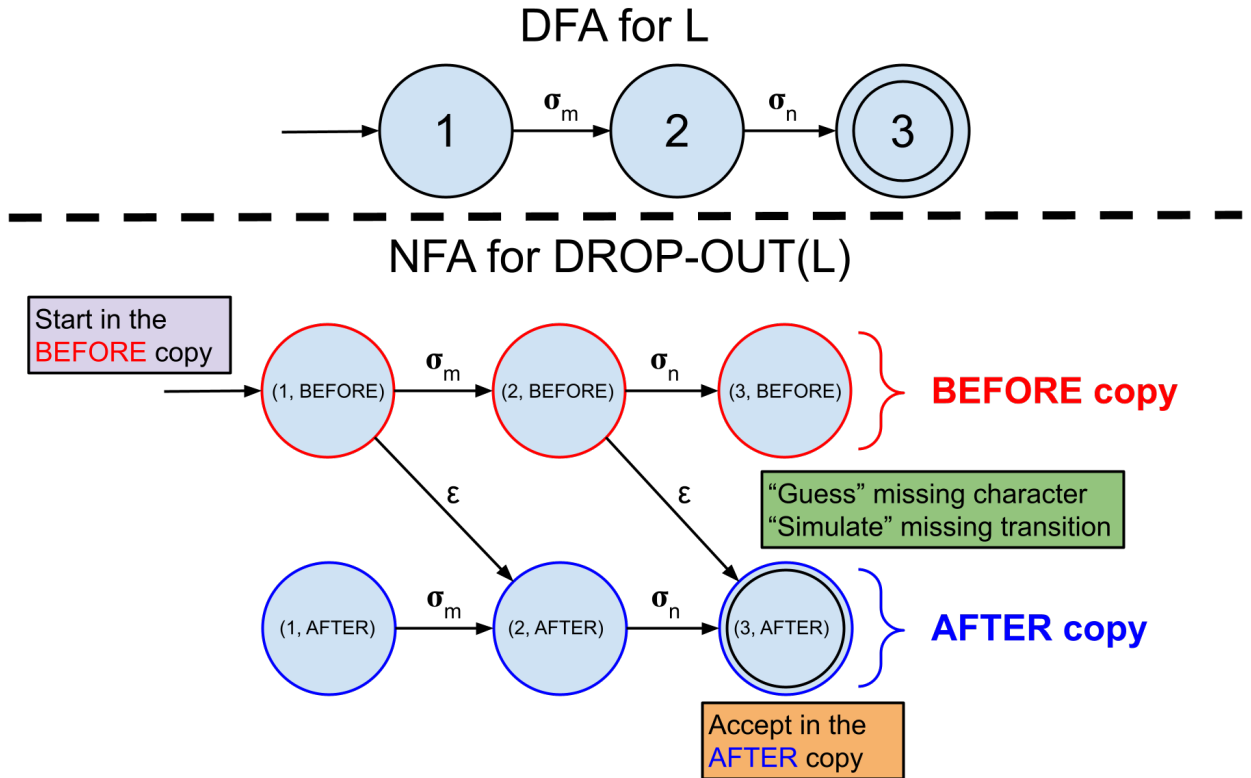 DFA for L
σm
σn
1
2
3
NFA for DROP-OUT(L)
Start in the
BEFORE copy
σm
σn
(1, BEFORE)
(2, BEFORE)
(3, BEFORE)
BEFORE copy
ε
ε
“Guess” missing character
“Simulate” missing transition
σm
σn
(1, AFTER)
(2, AFTER)
(3, AFTER)
AFTER copy
Accept in the
AFTER copy